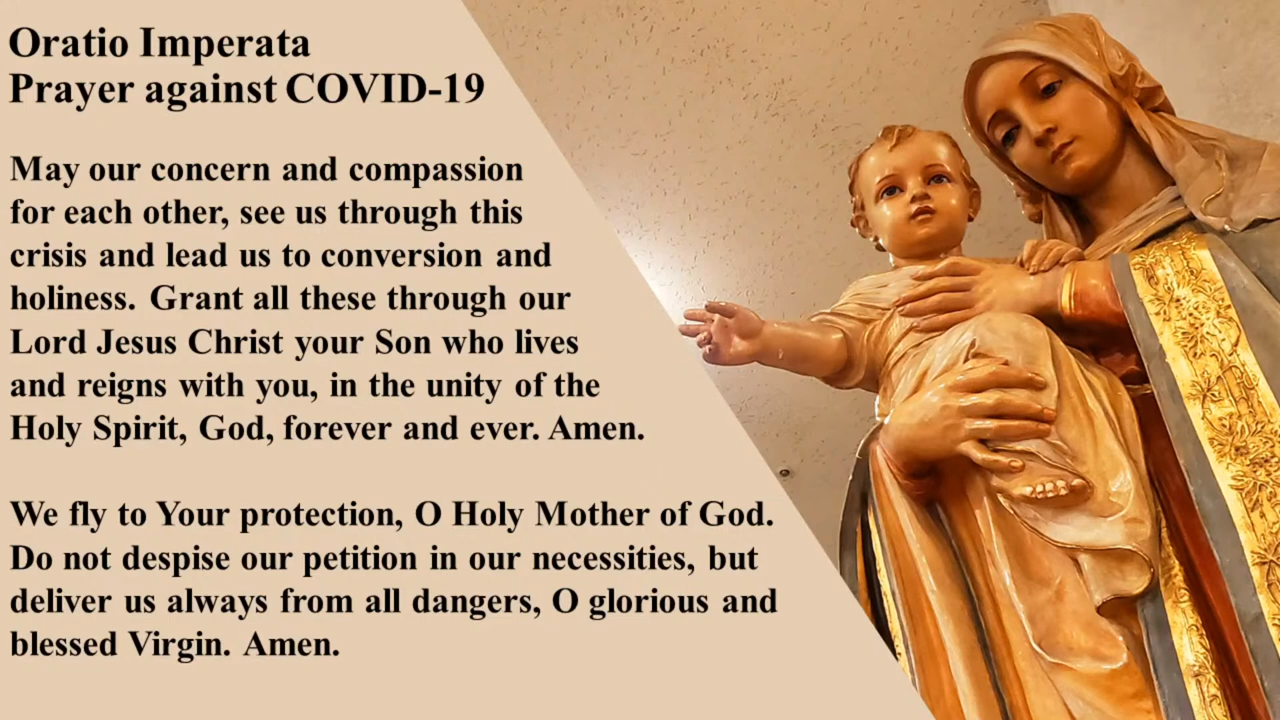 Oratio Imperata
Prayer against COVID-19
May our concern and compassion
for each other, see us through this
crisis and lead us to conversion and
holiness. Grant all these through our
Lord Jesus Christ your Son who lives
and reigns with you, in the unity of the
Holy Spirit, God, forever and ever. Amen.
We fly to Your protection, O Holy Mother of God.
Do not despise our petition in our necessities, but
deliver us always from all dangers, O glorious and
blessed Virgin. Amen.